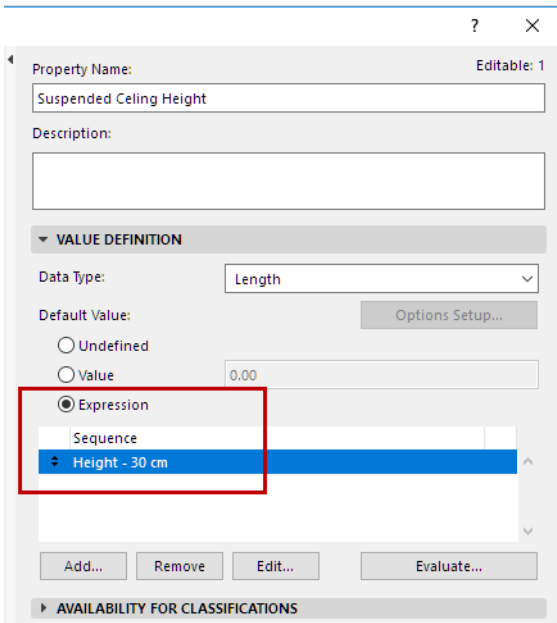 ?
Property Name: Editable: 1
Suspended Celing Height
Description:
VALUE DEFINITION
Data Type: Length
Default Value: Options Setup...
Undefined
Value 0.00
Expression
Sequence
Height - 30 cm
Add... Remove Edit... Evaluate...
AVAILABILITY FOR CLASSIFICATIONS